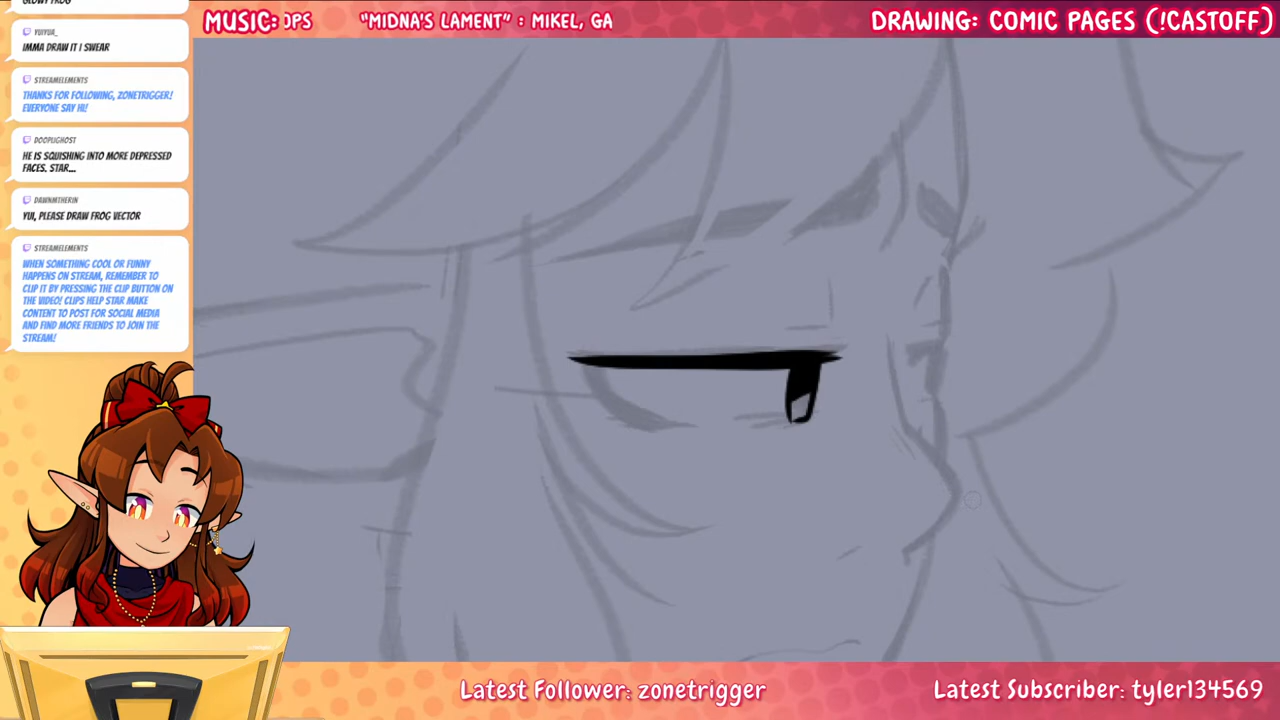 MUSIC: OPS "MIDNA'S LAMENT" : MIKEL, GA
DRAWING: COMIC PAGES (!CASTOFF)
GLOWY FROG
YUIYUA_
IMMA DRAW IT I SWEAR
STREAMELEMENTS
THANKS FOR FOLLOWING, ZONETRIGGER!
EVERYONE SAY HI!
DOOPLIGHOST
HE IS SQUISHING INTO MORE DEPRESSED
FACES. STAR...
DAWNMTHERIN
YUI, PLEASE DRAW FROG VECTOR
STREAMELEMENTS
WHEN SOMETHING COOL OR FUNNY
HAPPENS ON STREAM, REMEMBER TO
CLIP IT BY PRESSING THE CLIP BUTTON ON
THE VIDEO! CLIPS HELP STAR MAKE
CONTENT TO POST FOR SOCIAL MEDIA
AND FIND MORE FRIENDS TO JOIN THE
STREAM!
Latest Follower: zonetrigger
Latest Subscriber: tyler134569